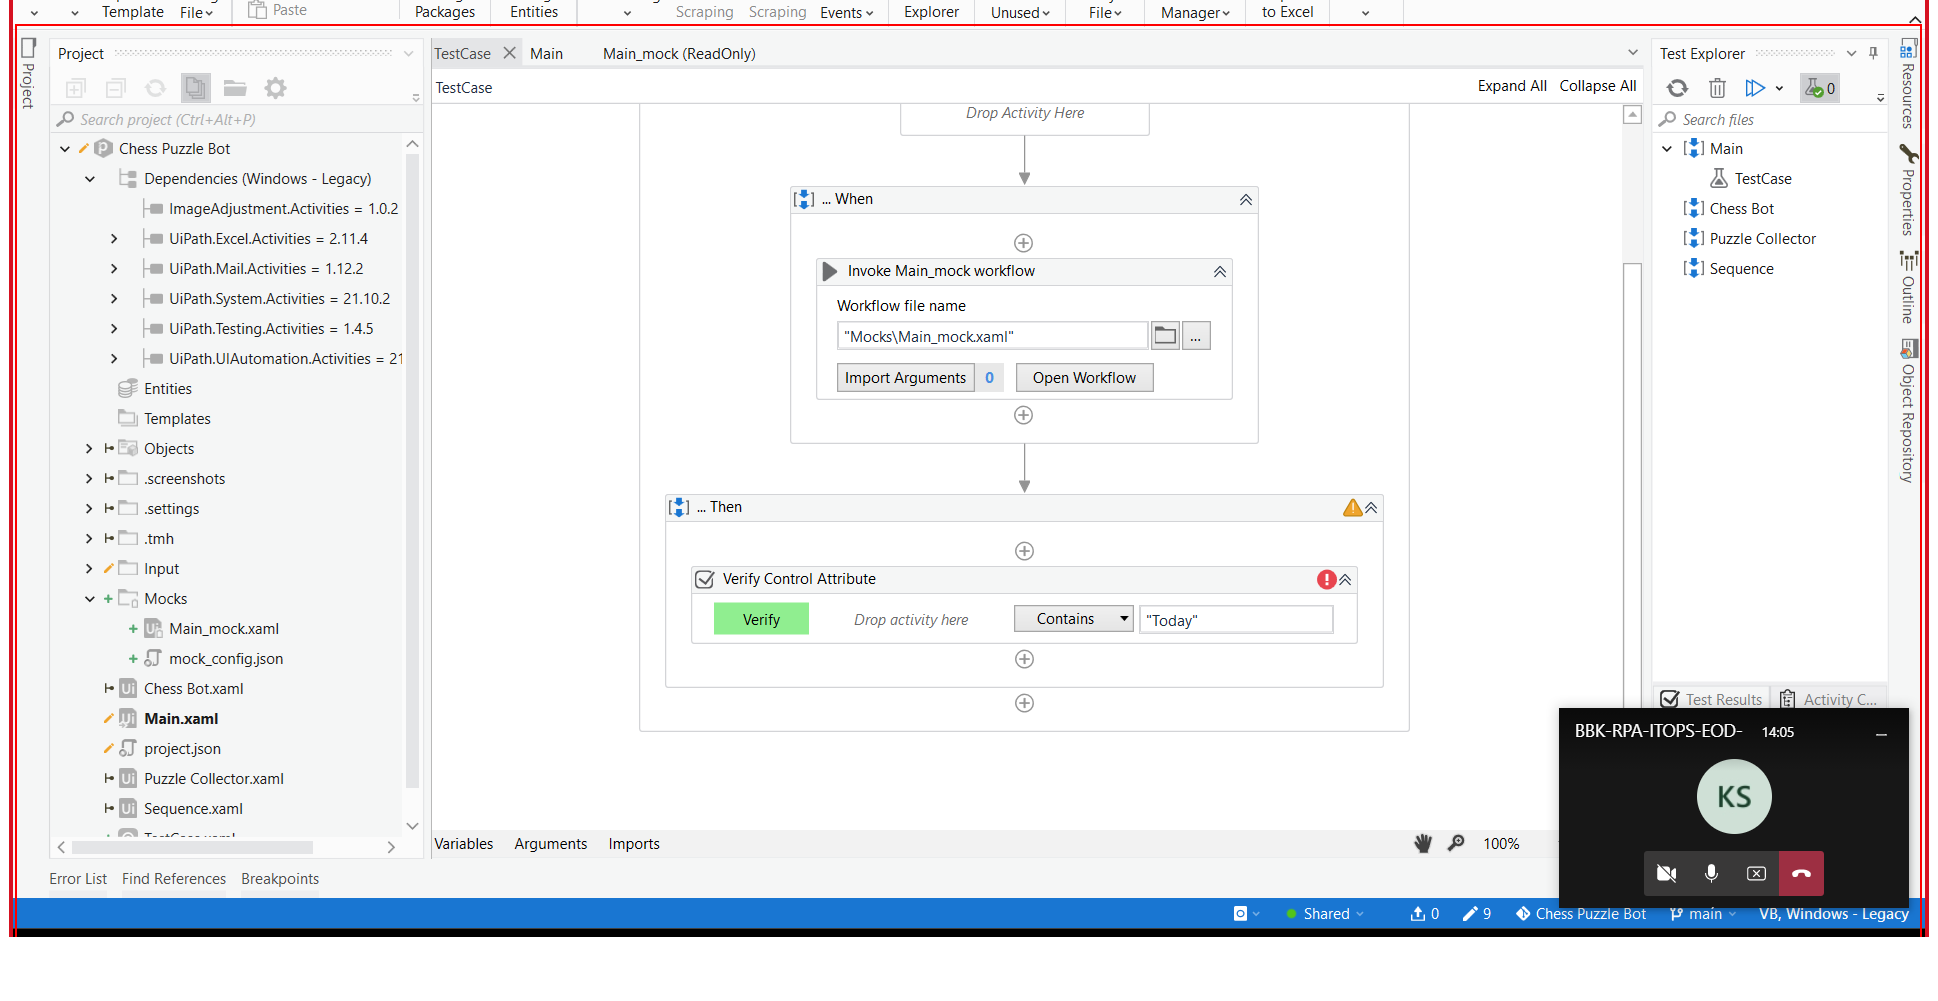 Template
File
Paste
Packages
Entities
Scraping
Scraping
Events
Explorer
Unused
File
Manager
to Excel
Project
Project
Search project (Ctrl+Alt+P)
Chess Puzzle Bot
Dependencies (Windows - Legacy)
ImageAdjustment.Activities = 1.0.2
UiPath.Excel.Activities = 2.11.4
UiPath.Mail.Activities = 1.12.2
UiPath.System.Activities = 21.10.2
UiPath.Testing.Activities = 1.4.5
UiPath.UIAutomation.Activities = 21
Entities
Templates
Objects
.screenshots
.settings
.tmh
Input
Mocks
Main_mock.xaml
mock_config.json
Chess Bot.xaml
Main.xaml
project.json
Puzzle Collector.xaml
Sequence.xaml
TestCase.xaml
TestCase
Main
Main_mock (ReadOnly)
TestCase
Expand All
Collapse All
Drop Activity Here
... When
Invoke Main_mock workflow
Workflow file name
"Mocks\Main_mock.xaml"
...
Import Arguments
0
Open Workflow
... Then
Verify Control Attribute
Verify
Drop activity here
Contains
"Today"
Variables
Arguments
Imports
100%
Test Explorer
0
Search files
Main
TestCase
Chess Bot
Puzzle Collector
Sequence
Test Results
Activity C...
Resources
Properties
Outline
Object Repository
BBK-RPA-ITOPS-EOD-
14:05
KS
Error List
Find References
Breakpoints
Shared
0
9
Chess Puzzle Bot
main
VB, Windows - Legacy